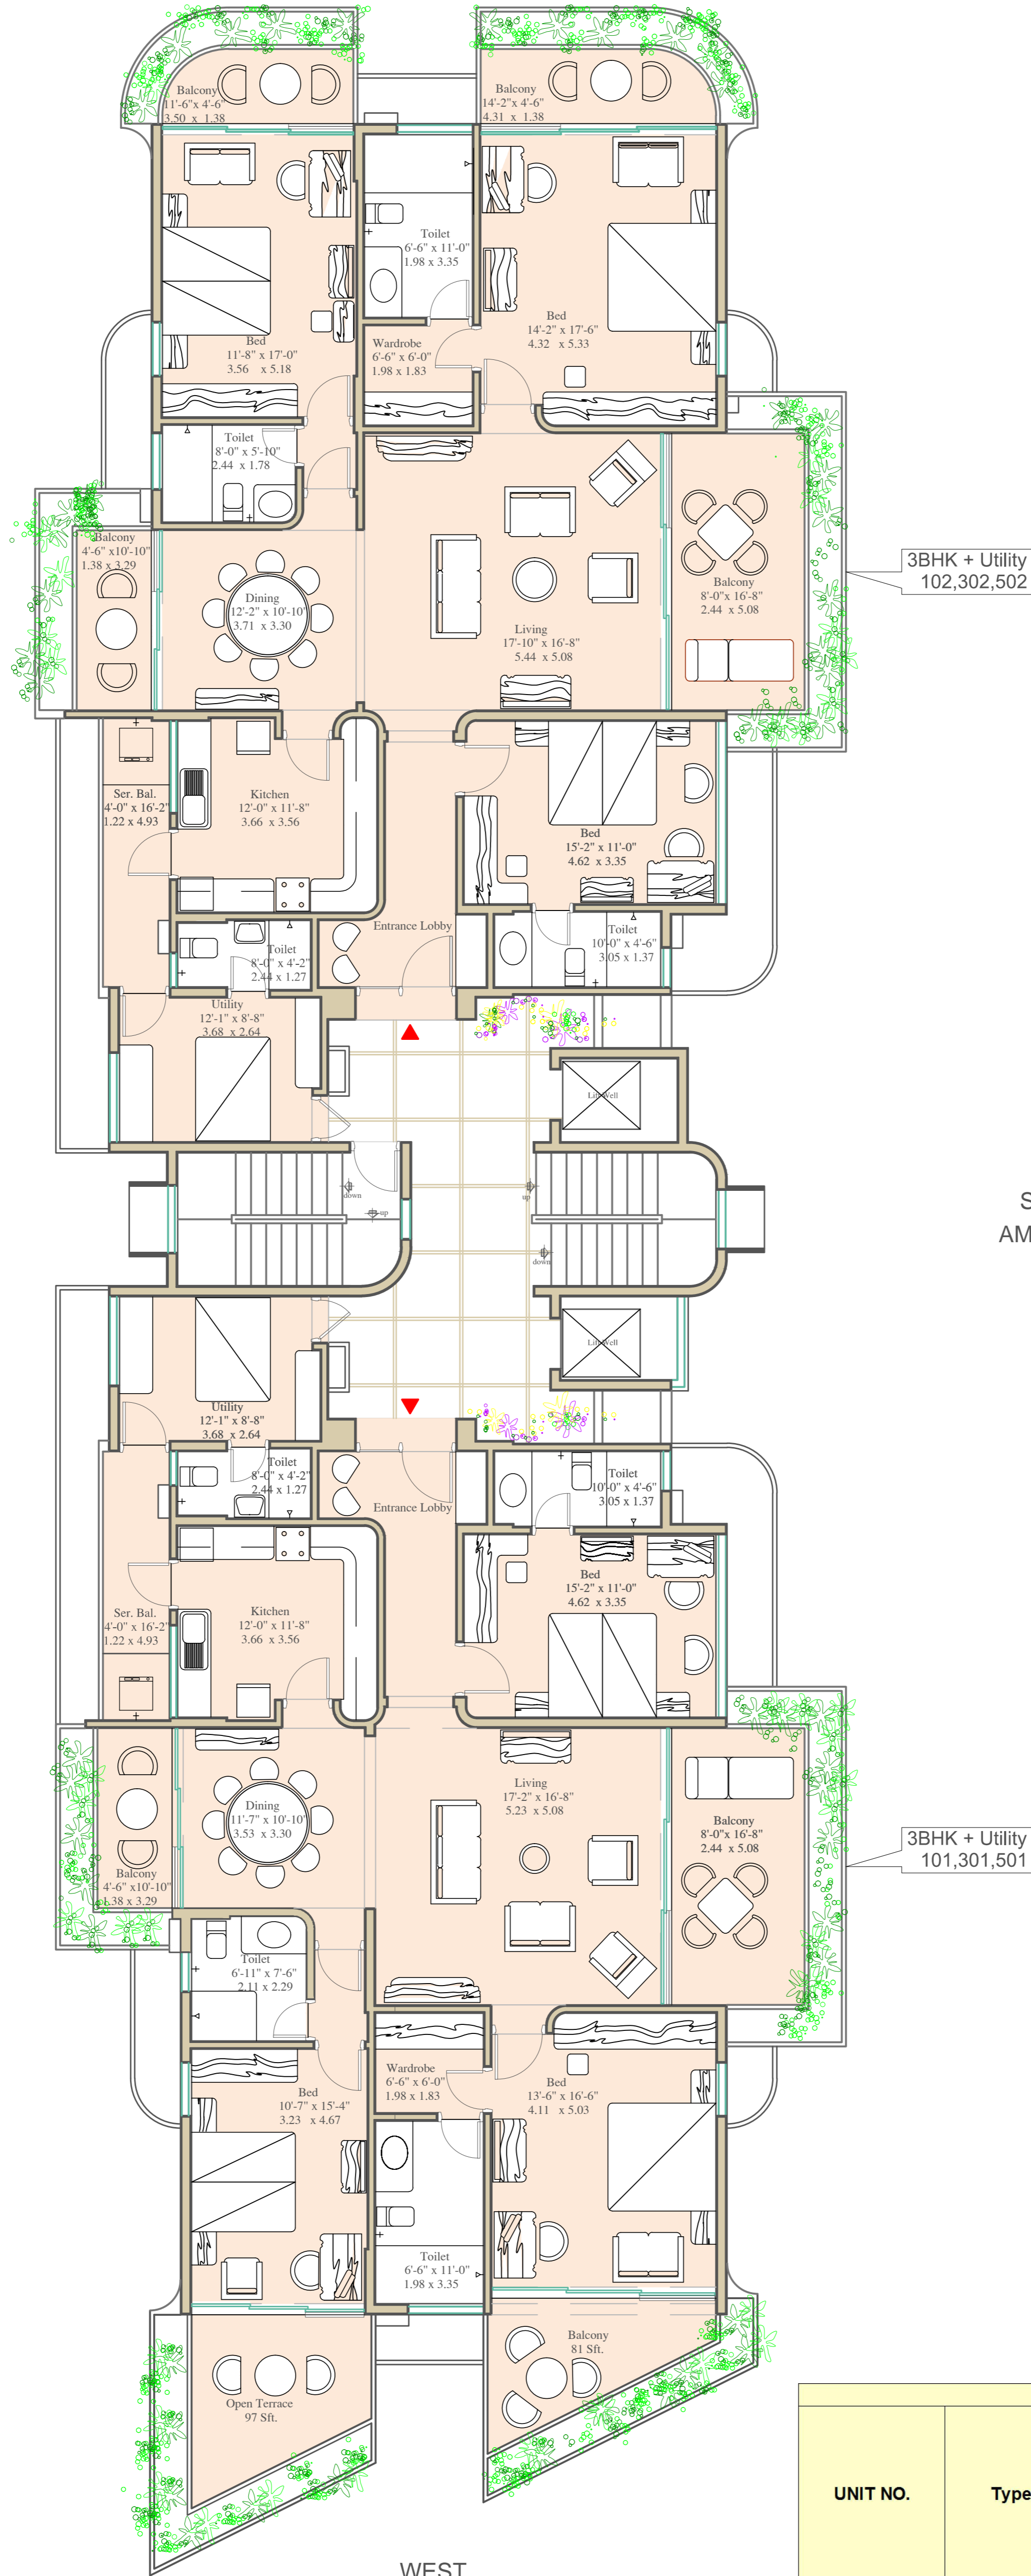 Balcony
11'-6"x 4'-6"
3.50 x 1.38
Balcony
14'-2"x 4'-6"
4.31 x 1.38
Toilet
6'-6" x 11'-0"
1.98 x 3.35
Bed
11'-8" x 17'-0"
3.56 x 5.18
Wardrobe
6'-6" x 6'-0"
1.98 x 1.83
Bed
14'-2" x 17'-6"
4.32 x 5.33
Toilet
8'-0" x 5'-10"
2.44 x 1.78
Balcony
4'-6" x10'-10"
1.38 x 3.29
Dining
12'-2" x 10'-10"
3.71 x 3.30
Living
17'-10" x 16'-8"
5.44 x 5.08
Balcony
8'-0"x 16'-8"
2.44 x 5.08
3BHK + Utility
102,302,502
Ser. Bal.
4'-0" x 16'-2"
1.22 x 4.93
Kitchen
12'-0" x 11'-8"
3.66 x 3.56
Bed
15'-2" x 11'-0"
4.62 x 3.35
Entrance Lobby
Toilet
8'-0" x 4'-2"
2.44 x 1.27
Toilet
10'-0" x 4'-6"
3.05 x 1.37
Utility
12'-1" x 8'-8"
3.68 x 2.64
Lift Well
down
up
up
down
S
AM
Lift Well
Utility
12'-1" x 8'-8"
3.68 x 2.64
Toilet
8'-0" x 4'-2"
2.44 x 1.27
Entrance Lobby
Toilet
10'-0" x 4'-6"
3.05 x 1.37
Ser. Bal.
4'-0" x 16'-2"
1.22 x 4.93
Kitchen
12'-0" x 11'-8"
3.66 x 3.56
Bed
15'-2" x 11'-0"
4.62 x 3.35
Dining
11'-7" x 10'-10"
3.53 x 3.30
Living
17'-2" x 16'-8"
5.23 x 5.08
Balcony
8'-0"x 16'-8"
2.44 x 5.08
3BHK + Utility
101,301,501
Balcony
4'-6" x10'-10"
1.38 x 3.29
Toilet
6'-11" x 7'-6"
2.11 x 2.29
Bed
10'-7" x 15'-4"
3.23 x 4.67
Wardrobe
6'-6" x 6'-0"
1.98 x 1.83
Bed
13'-6" x 16'-6"
4.11 x 5.03
Toilet
6'-6" x 11'-0"
1.98 x 3.35
Balcony
81 Sft.
Open Terrace
97 Sft.
UNIT NO.
Type
WEST